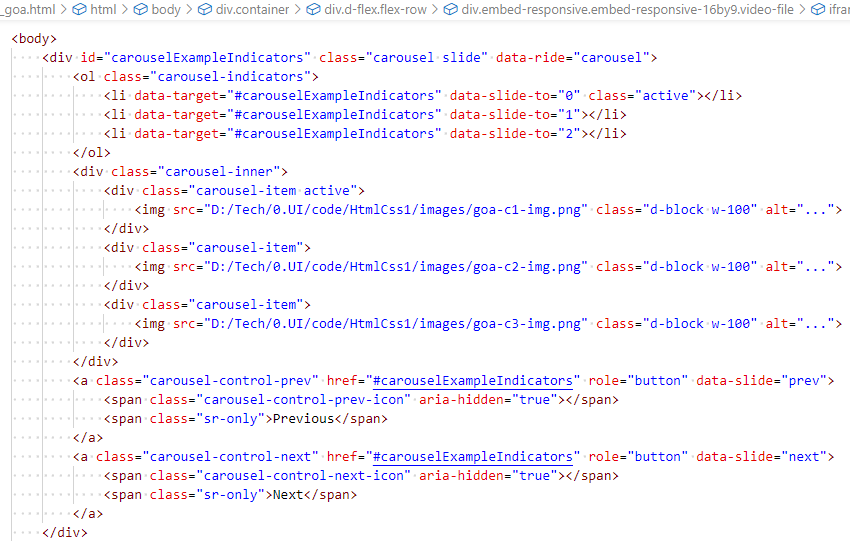 _goa.html > html > body > div.container > div.d-flex.flex-row > div.embed-responsive.embed-responsive-16by9.video-file > ifran
<body>
    <div id="carouselExampleIndicators" class="carousel slide" data-ride="carousel">
        <ol class="carousel-indicators">
            <li data-target="#carouselExampleIndicators" data-slide-to="0" class="active"></li>
            <li data-target="#carouselExampleIndicators" data-slide-to="1"></li>
            <li data-target="#carouselExampleIndicators" data-slide-to="2"></li>
        </ol>
        <div class="carousel-inner">
            <div class="carousel-item active">
                <img src="D:/Tech/0.UI/code/HtmlCss1/images/goa-c1-img.png" class="d-block w-100" alt="...">
            </div>
            <div class="carousel-item">
                <img src="D:/Tech/0.UI/code/HtmlCss1/images/goa-c2-img.png" class="d-block w-100" alt="...">
            </div>
            <div class="carousel-item">
                <img src="D:/Tech/0.UI/code/HtmlCss1/images/goa-c3-img.png" class="d-block w-100" alt="...">
            </div>
        </div>
        <a class="carousel-control-prev" href="#carouselExampleIndicators" role="button" data-slide="prev">
            <span class="carousel-control-prev-icon" aria-hidden="true"></span>
            <span class="sr-only">Previous</span>
        </a>
        <a class="carousel-control-next" href="#carouselExampleIndicators" role="button" data-slide="next">
            <span class="carousel-control-next-icon" aria-hidden="true"></span>
            <span class="sr-only">Next</span>
        </a>
    </div>